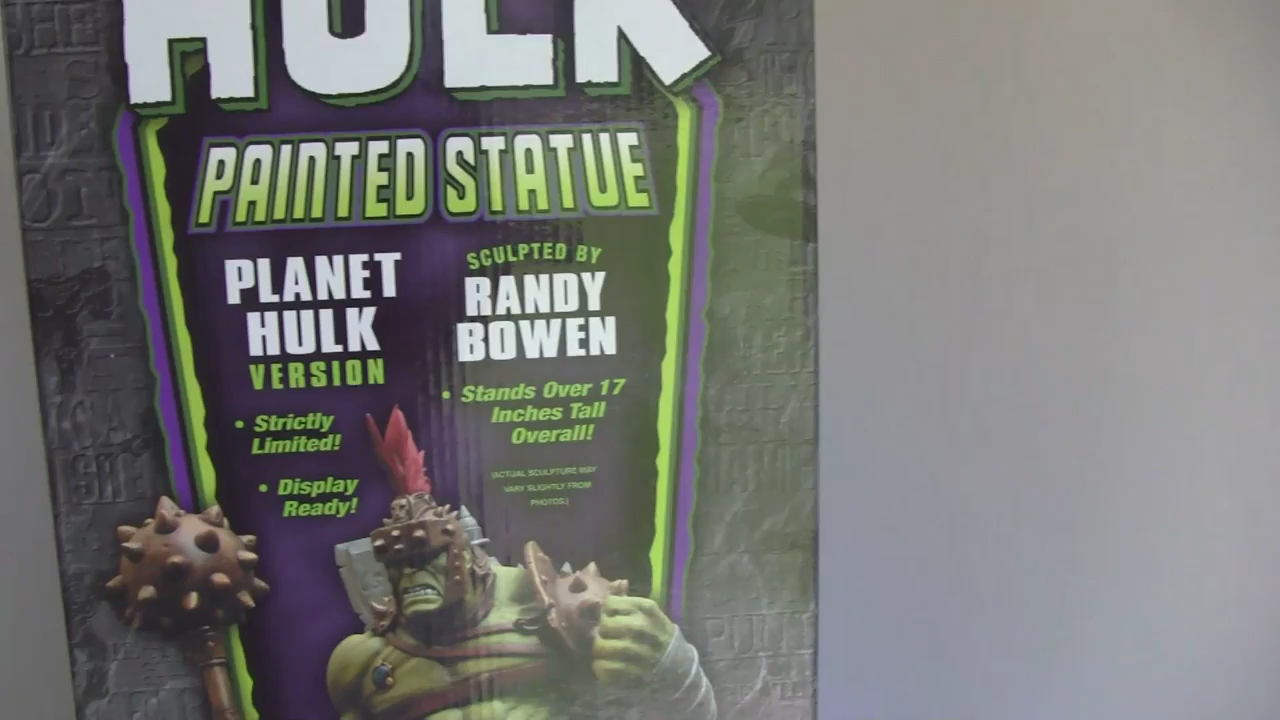 HULK
PAINTED STATUE
PLANET
HULK
VERSION
• Strictly
Limited!
• Display
Ready!
SCULPTED BY
RANDY
BOWEN
• Stands Over 17
Inches Tall
Overall!
(ACTUAL SCULPTURE MAY
VARY SLIGHTLY FROM
PHOTOS.)